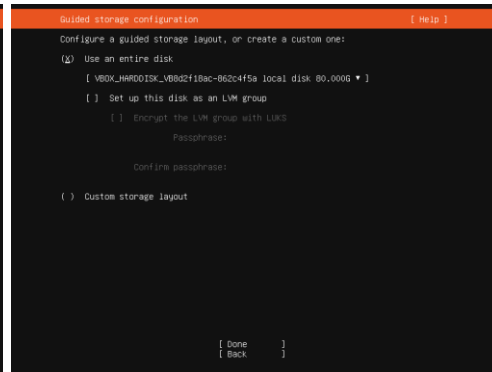 Guided storage configuration [ Help ]
Configure a guided storage layout, or create a custom one:
(X) Use an entire disk
[ VBOX_HARDDISK_VB8d2f18ac-862c4f5a local disk 80.000G ▾ ]
[ ] Set up this disk as an LVM group
[ ] Encrypt the LVM group with LUKS
Passphrase:
Confirm passphrase:
( ) Custom storage layout
[ Done ]
[ Back ]